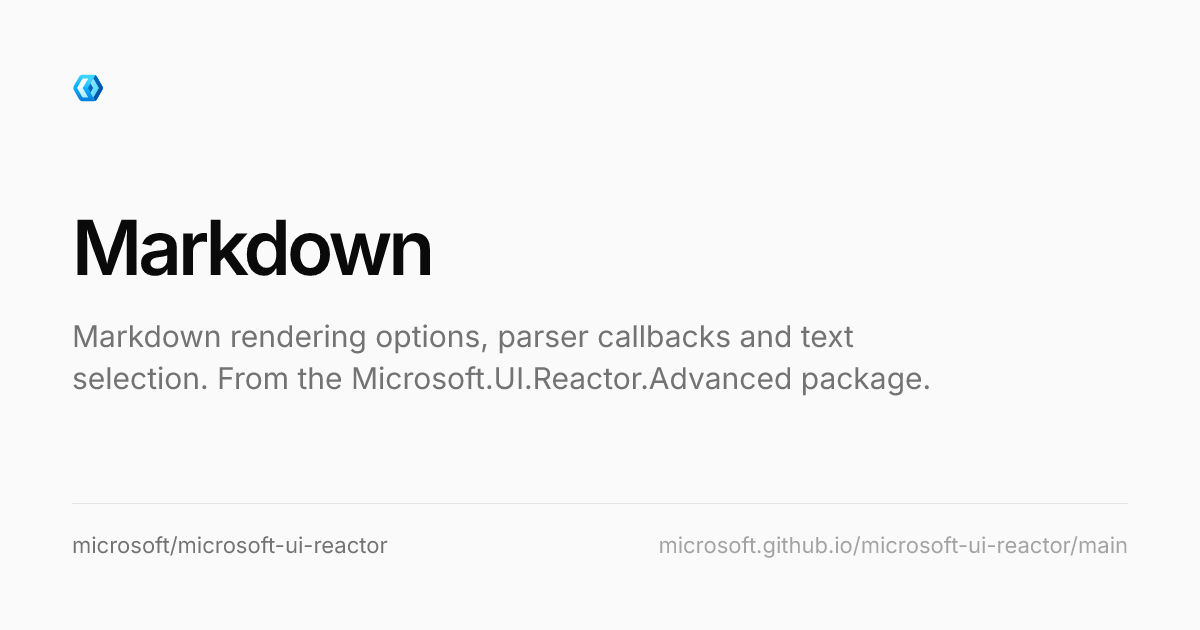 Markdown
Markdown rendering options, parser callbacks and text
selection. From the Microsoft.UI.Reactor.Advanced package.
microsoft/microsoft-ui-reactor
microsoft.github.io/microsoft-ui-reactor/main